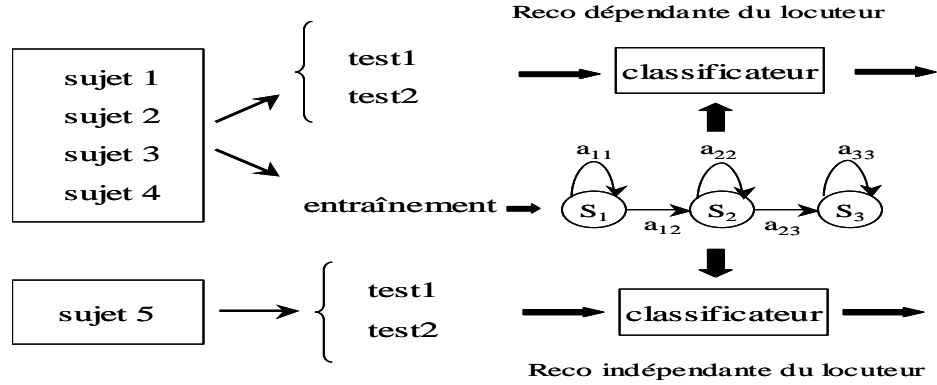 Reco dépendante du locuteur
sujet 1
sujet 2
sujet 3
sujet 4
test1
test2
classificateur
entraînement
a11
a22
a33
S1
S2
S3
a12
a23
sujet 5
test1
test2
classificateur
Reco indépendante du locuteur